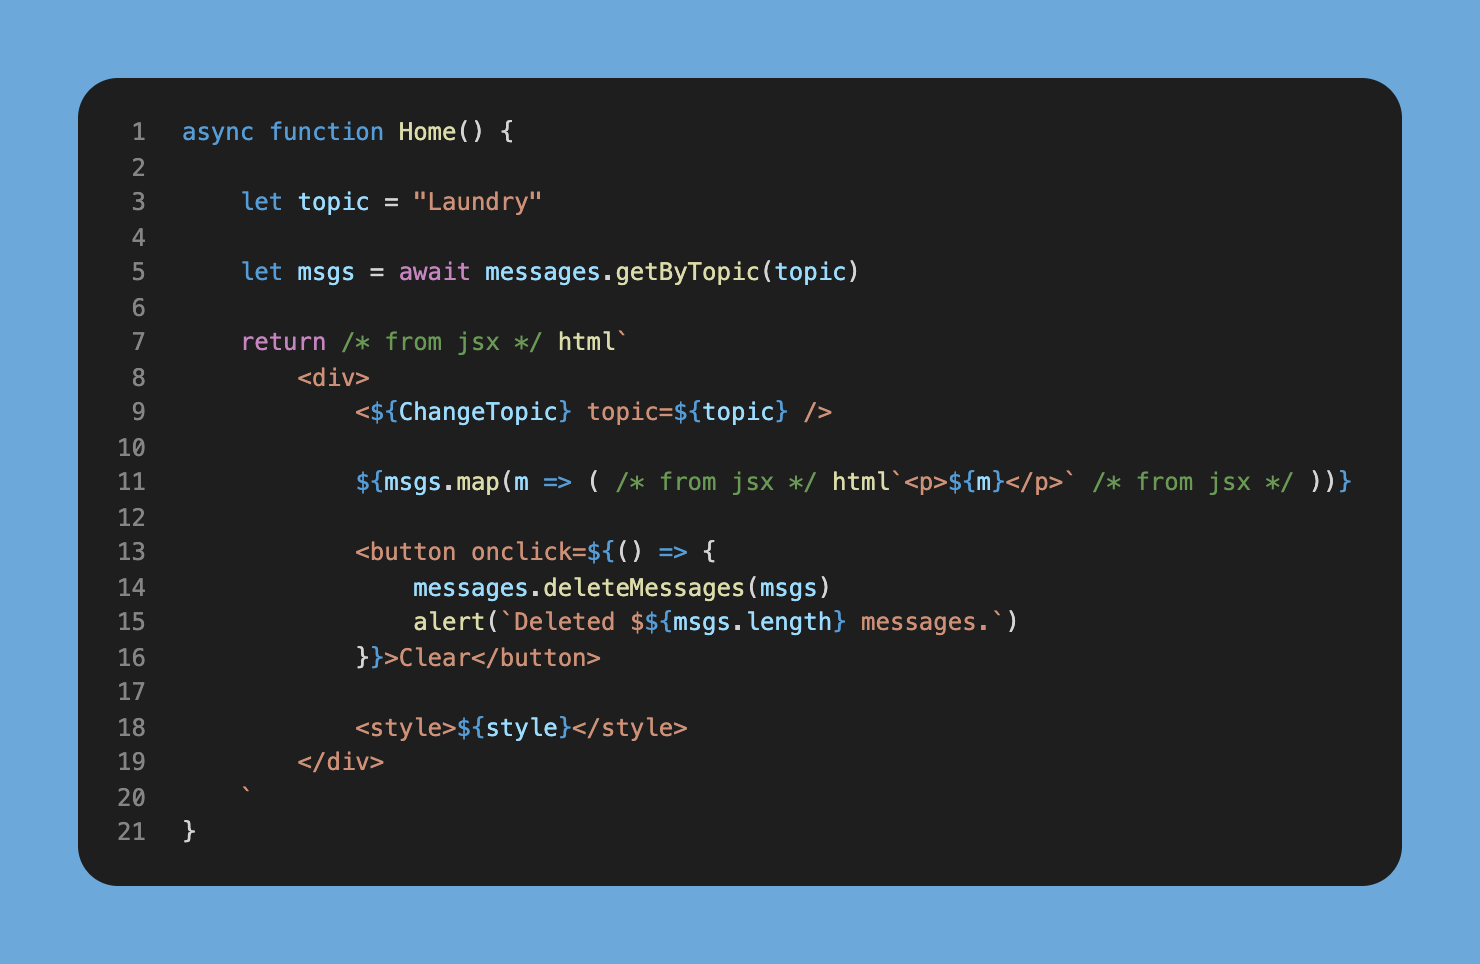 1 async function Home() {
2
3     let topic = "Laundry"
4
5     let msgs = await messages.getByTopic(topic)
6
7     return /* from jsx */ html`
8         <div>
9             <${ChangeTopic} topic=${topic} />
10
11             ${msgs.map(m => ( /* from jsx */ html`<p>${m}</p>` /* from jsx */ ))}
12
13             <button onclick=${() => {
14                 messages.deleteMessages(msgs)
15                 alert(`Deleted $${msgs.length} messages.`)
16             }}>Clear</button>
17
18             <style>${style}</style>
19         </div>
20     `
21 }